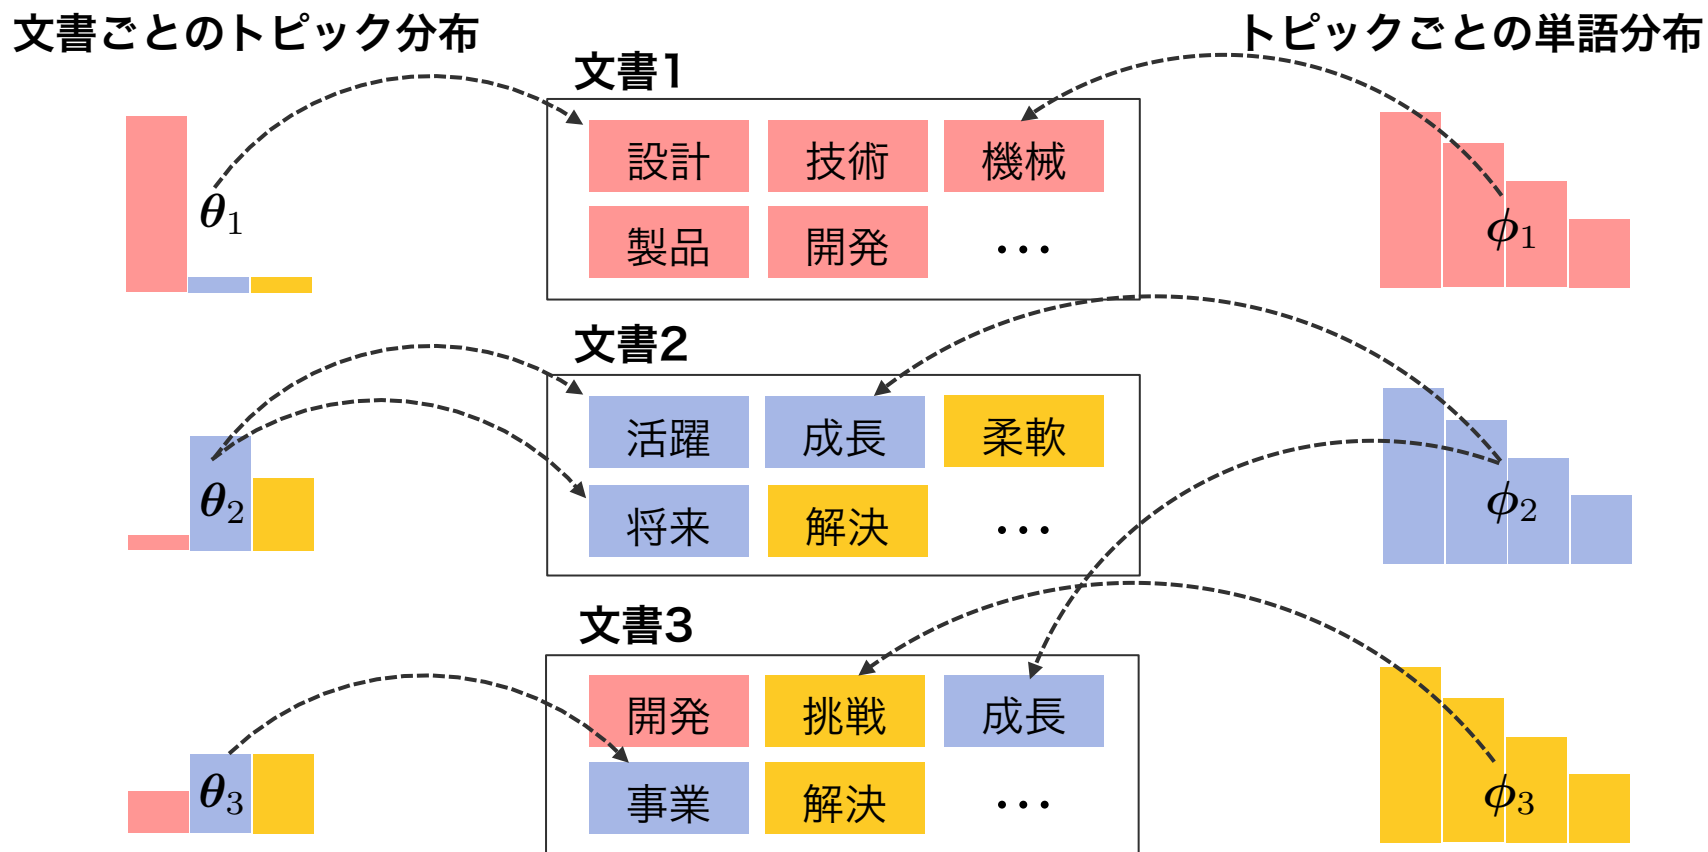 文書ごとのトピック分布
トピックごとの単語分布
文書1
設計 技術 機械
製品 開発 ...
θ1
ϕ1
文書2
活躍 成長 柔軟
将来 解決 ...
θ2
ϕ2
文書3
開発 挑戦 成長
事業 解決 ...
θ3
ϕ3